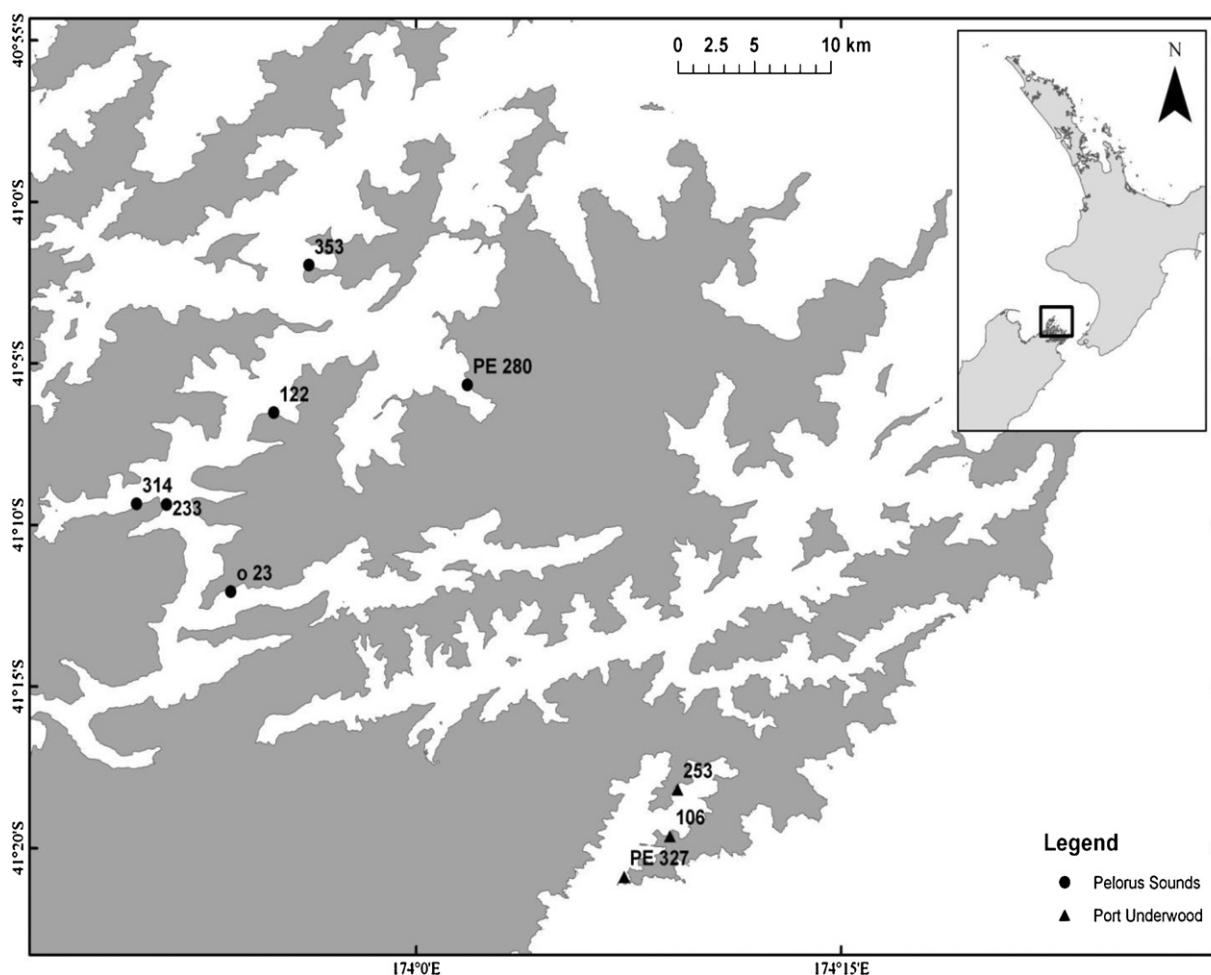 40°55'S
0 2.5 5 10 km
N
41°0'S
353
41°5'S
PE 280
122
314
233
41°10'S
o 23
41°15'S
253
106
41°20'S
PE 327
Legend
Pelorus Sounds
Port Underwood
174°0'E
174°15'E